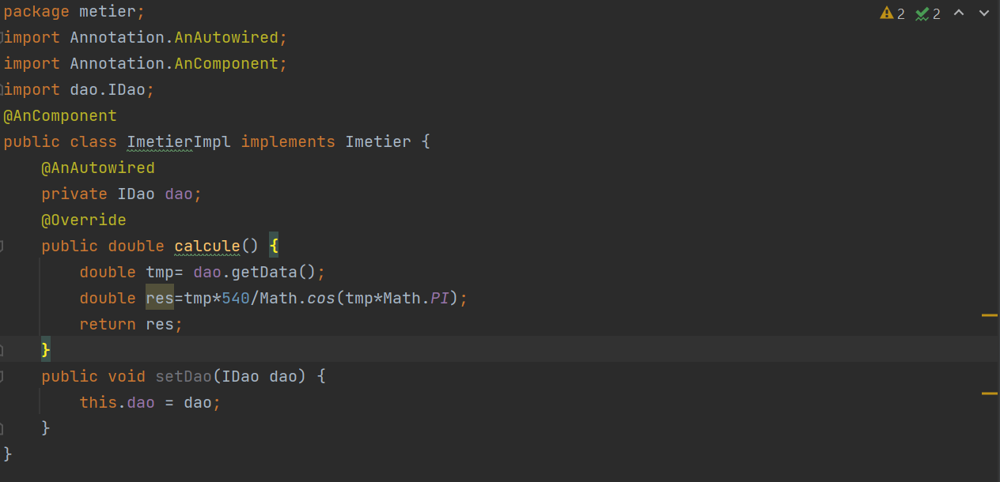 package metier;
2 2
import Annotation.AnAutowired;
import Annotation.AnComponent;
import dao.IDao;
@AnComponent
public class ImetierImpl implements Imetier {
    @AnAutowired
    private IDao dao;
    @Override
    public double calcule() {
        double tmp= dao.getData();
        double res=tmp*540/Math.cos(tmp*Math.PI);
        return res;
    }
    public void setDao(IDao dao) {
        this.dao = dao;
    }
}